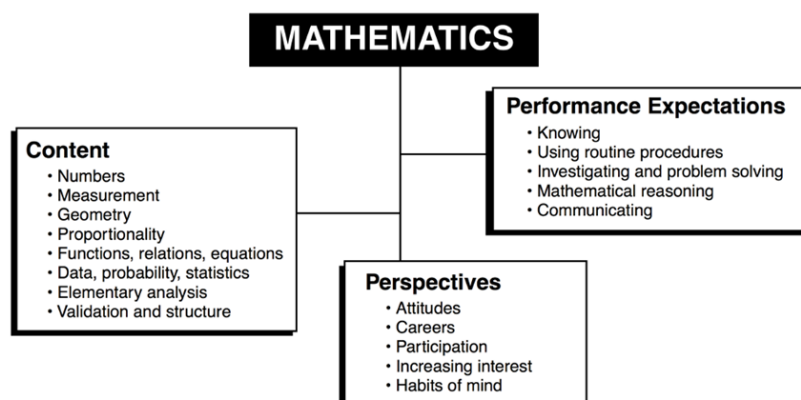 MATHEMATICS
Content
• Numbers
• Measurement
• Geometry
• Proportionality
• Functions, relations, equations
• Data, probability, statistics
• Elementary analysis
• Validation and structure
Performance Expectations
• Knowing
• Using routine procedures
• Investigating and problem solving
• Mathematical reasoning
• Communicating
Perspectives
• Attitudes
• Careers
• Participation
• Increasing interest
• Habits of mind